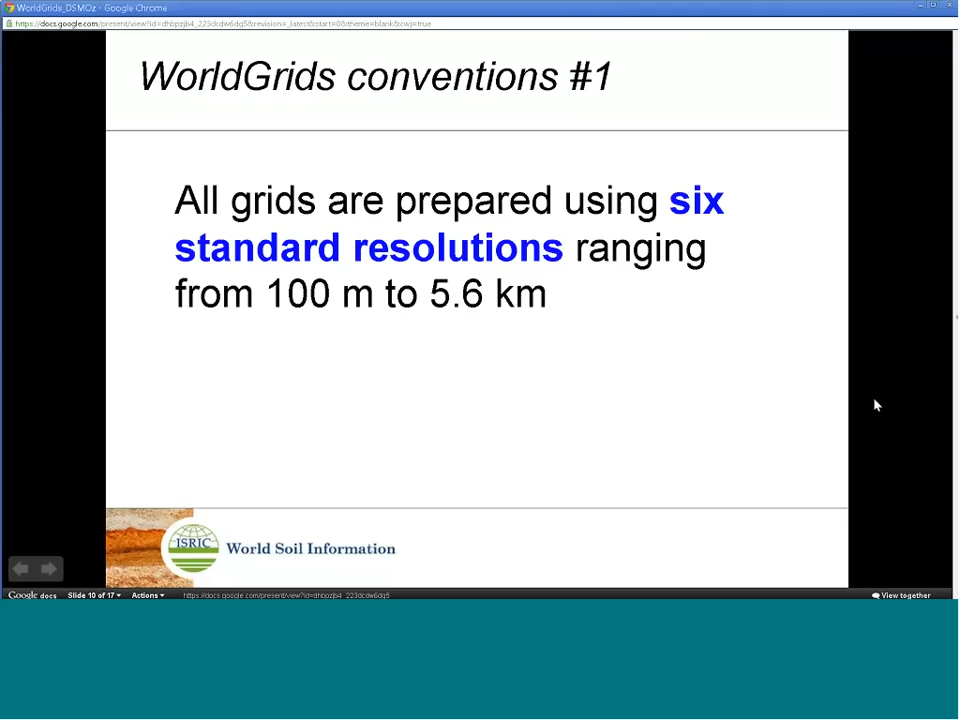 WorldGrids_DSMOz - Google Chrome
https://docs.google.com/present/view?id=dhbpzjb4_223dcdw6dg5&revision=_latest&start=0&theme=blank&cwj=true
WorldGrids conventions #1
All grids are prepared using six
standard resolutions ranging
from 100 m to 5.6 km
ISRIC World Soil Information
Google docs Slide 10 of 17 Actions https://docs.google.com/present/view?id=dhbpzjb4_223dcdw6dg5 View together